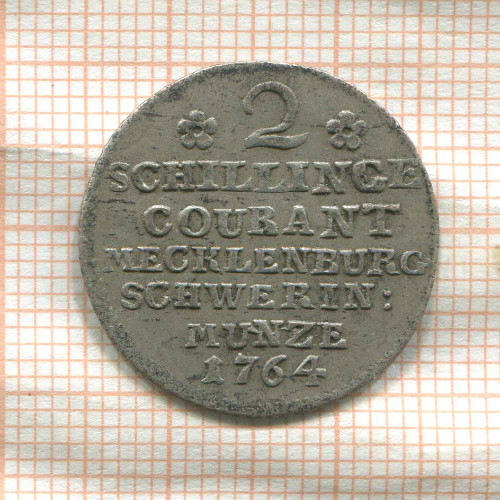 2
SCHILLINGE
COURANT
MECKLENBURG
SCHWERIN:
MUNZE
1764.